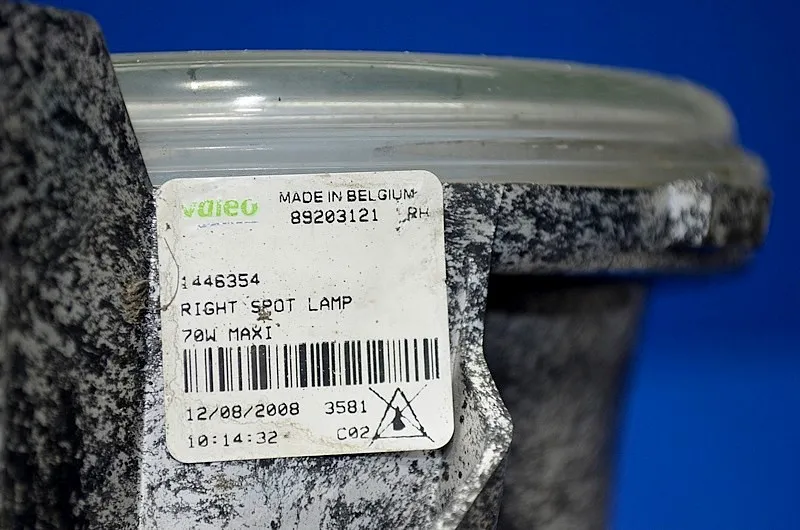 valeo MADE IN BELGIUM
89203121 RH
1446354
RIGHT SPOT LAMP
70W MAXI
12/08/2008 3581
10:14:32 C02